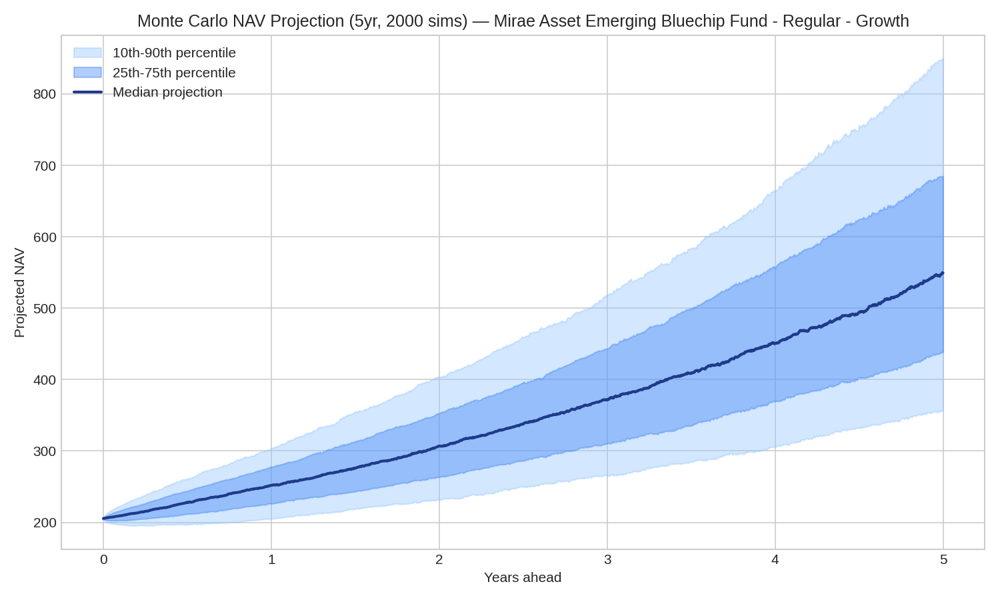 Monte Carlo NAV Projection (5yr, 2000 sims) — Mirae Asset Emerging Bluechip Fund - Regular - Growth
10th-90th percentile
25th-75th percentile
Median projection
800
700
600
500
400
300
200
Projected NAV
0 1 2 3 4 5
Years ahead